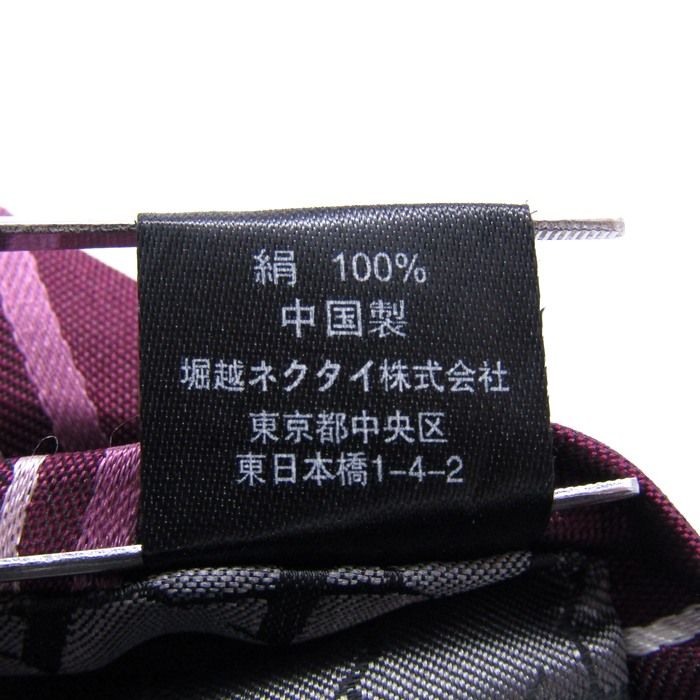 絹 100%
中国製
堀越ネクタイ株式会社
東京都中央区
東日本橋1-4-2